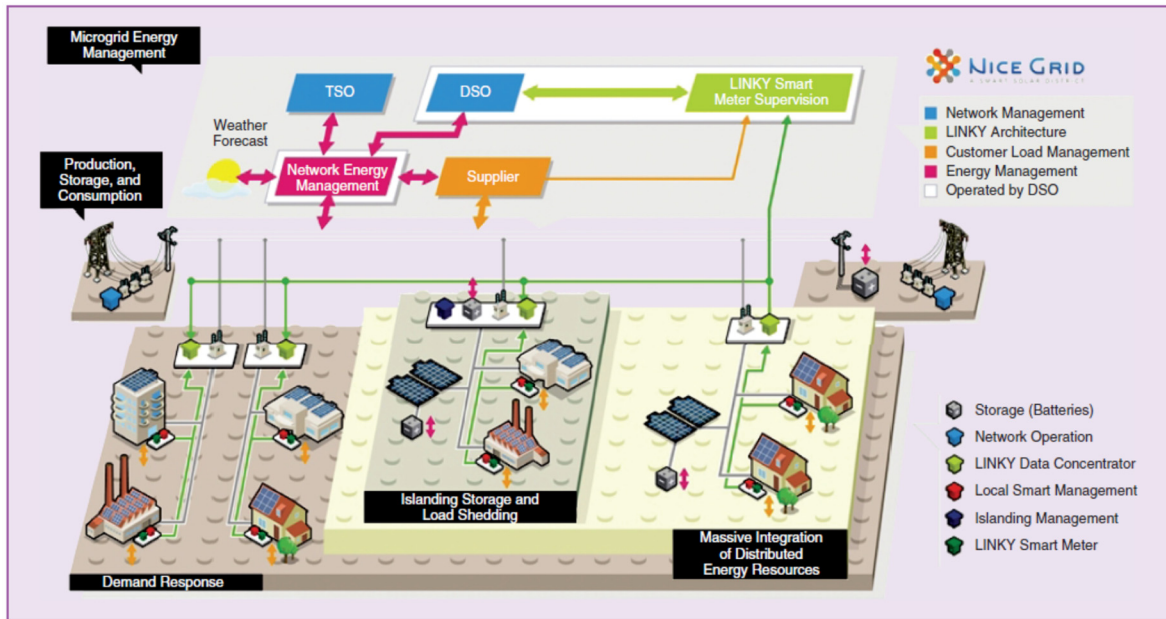 Microgrid Energy
Management
TSO
DSO
LINKY Smart
Meter Supervision
Weather
Forecast
Network Energy
Management
Supplier
Production,
Storage, and
Consumption
NICE GRID
A SMART SOLAR DISTRICT
Network Management
LINKY Architecture
Customer Load Management
Energy Management
Operated by DSO
Islanding Storage and
Load Shedding
Massive Integration
of Distributed
Energy Resources
Demand Response
Storage (Batteries)
Network Operation
LINKY Data Concentrator
Local Smart Management
Islanding Management
LINKY Smart Meter